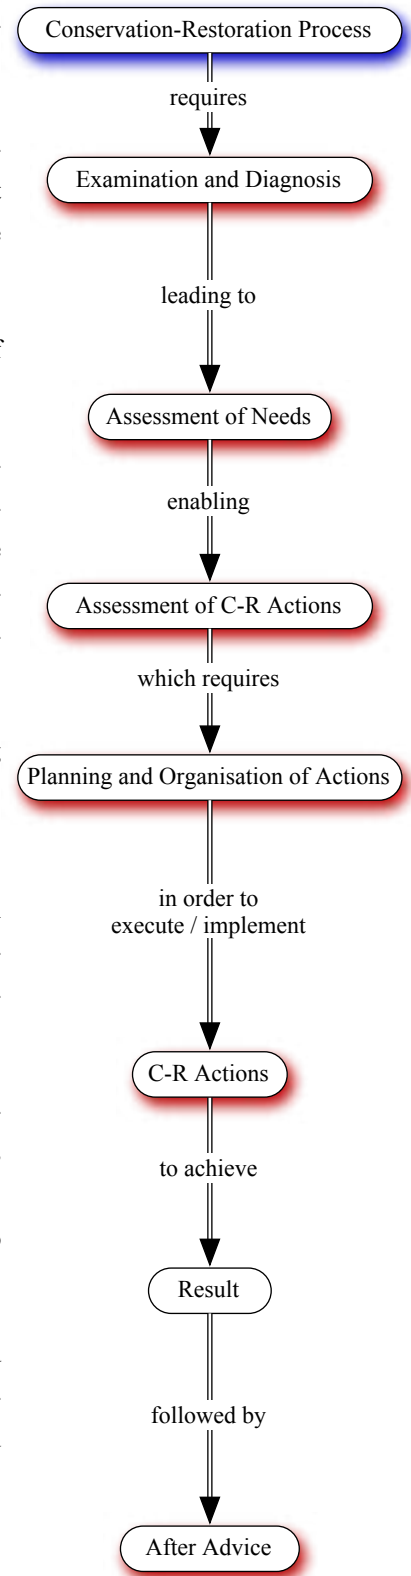 Conservation-Restoration Process
requires
Examination and Diagnosis
leading to
Assessment of Needs
enabling
Assessment of C-R Actions
which requires
Planning and Organisation of Actions
in order to
execute / implement
C-R Actions
to achieve
Result
followed by
After Advice